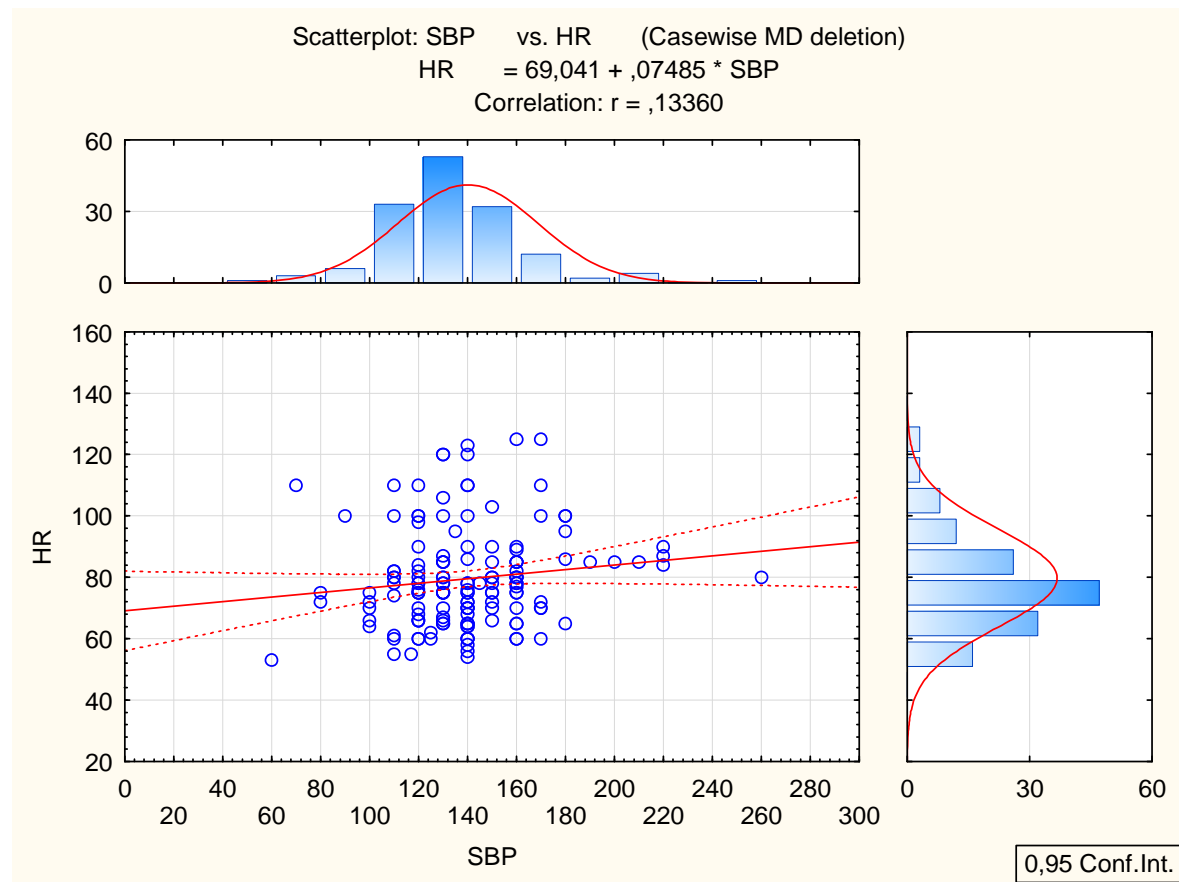 Scatterplot: SBP vs. HR (Casewise MD deletion)
HR = 69,041 + ,07485 * SBP
Correlation: r = ,13360
60
30
0
160
140
120
100
80
60
40
20
HR
0 40 80 120 160 200 240 280
20 60 100 140 180 220 260 300
SBP
0 30 60
0,95 Conf.Int.